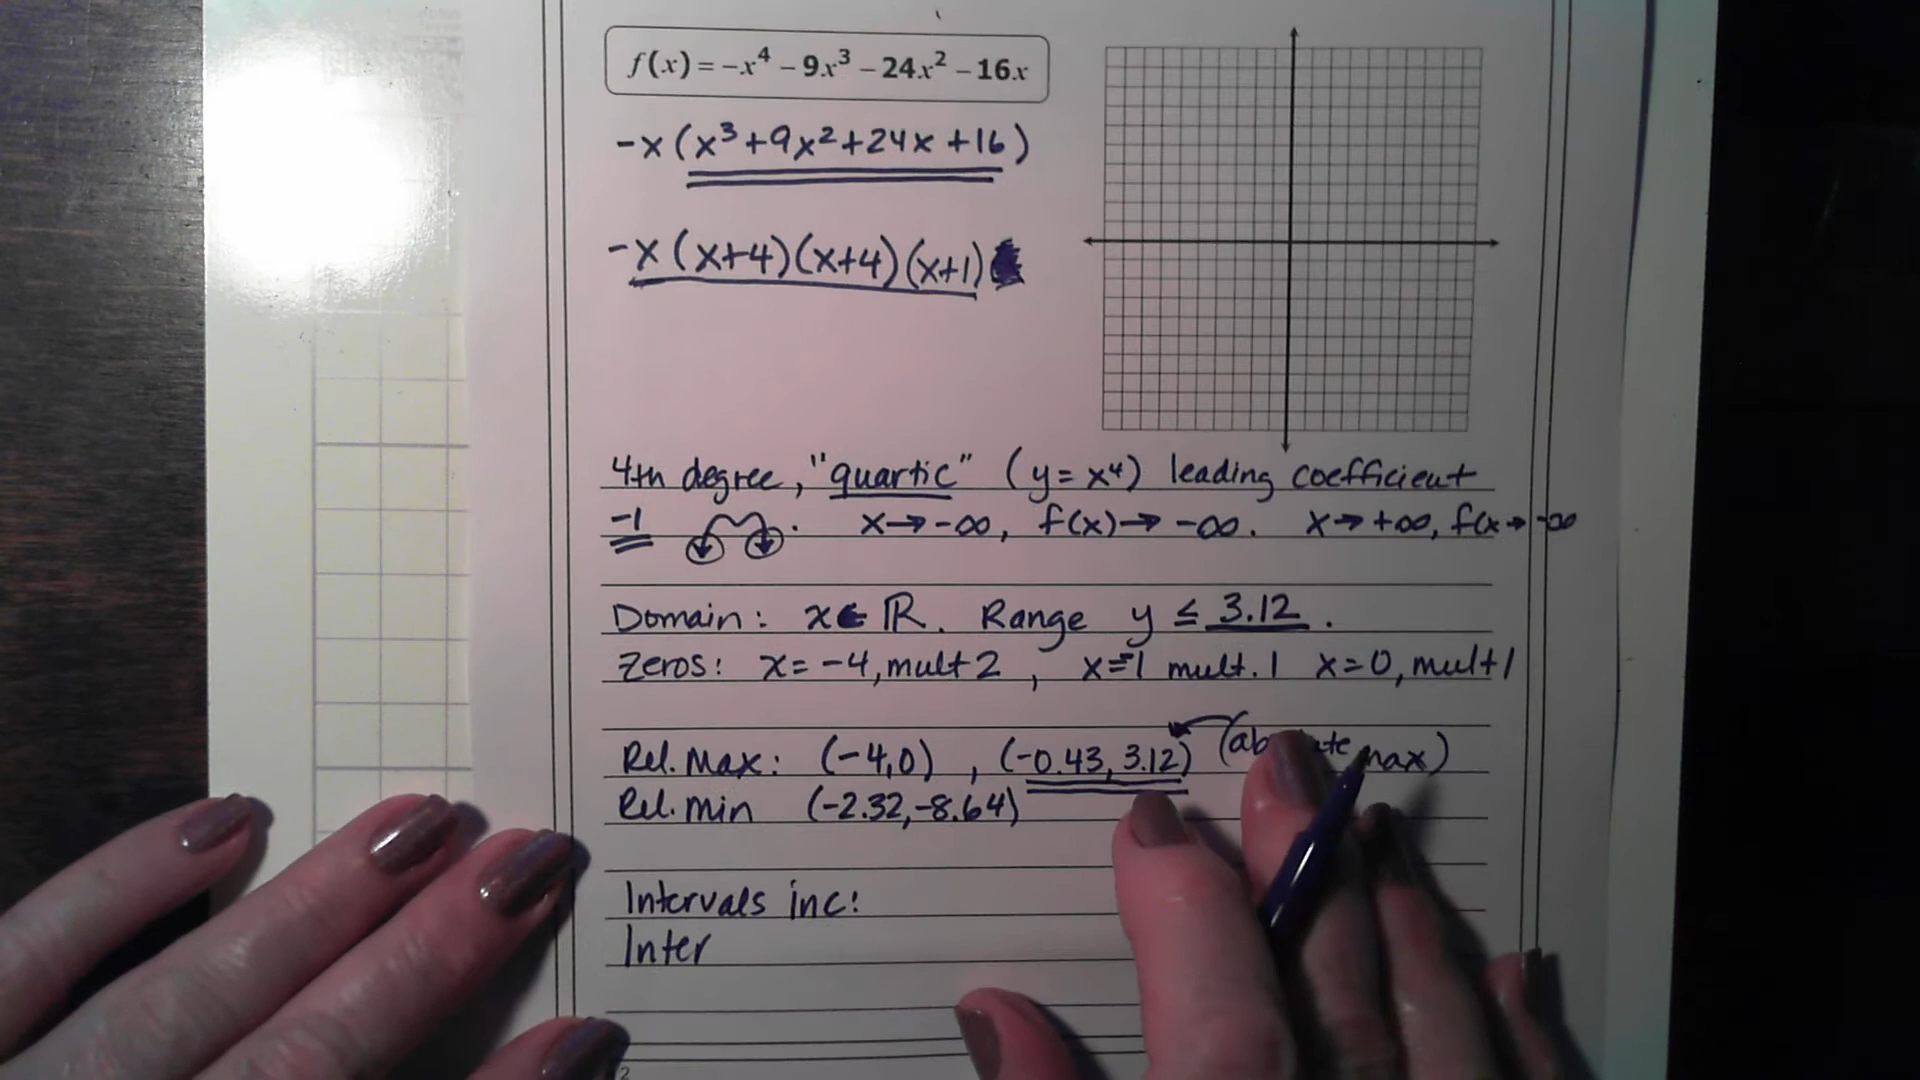 f(x) = −x⁴ − 9x³ − 24x² − 16x
-x(x³+9x²+24x+16)
-x(x+4)(x+4)(x+1)
4th degree, "quartic" (y=x⁴) leading coefficient
-1 . x→-∞, f(x)→-∞. x→+∞, f(x→-∞
Domain: x∈ℝ. Range y ≤ 3.12.
Zeros: x=-4, mult 2, x=-1 mult. 1 x=0, mult 1
Rel. Max: (-4,0), (-0.43, 3.12) max)
Rel. min (-2.32,-8.64)
Intervals inc:
Inter
2